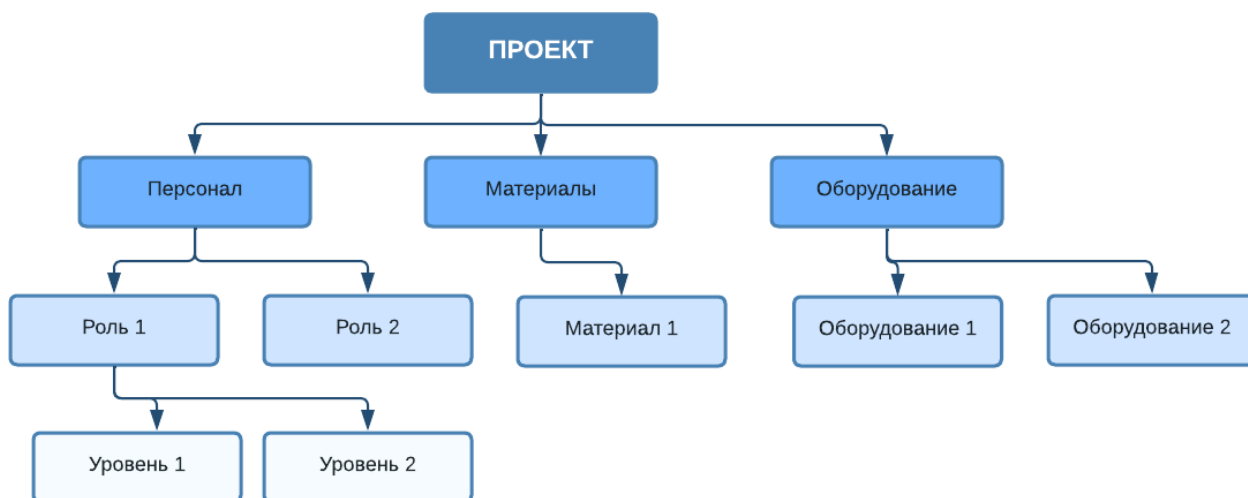 ПРОЕКТ
Персонал
Материалы
Оборудование
Роль 1
Роль 2
Материал 1
Оборудование 1
Оборудование 2
Уровень 1
Уровень 2